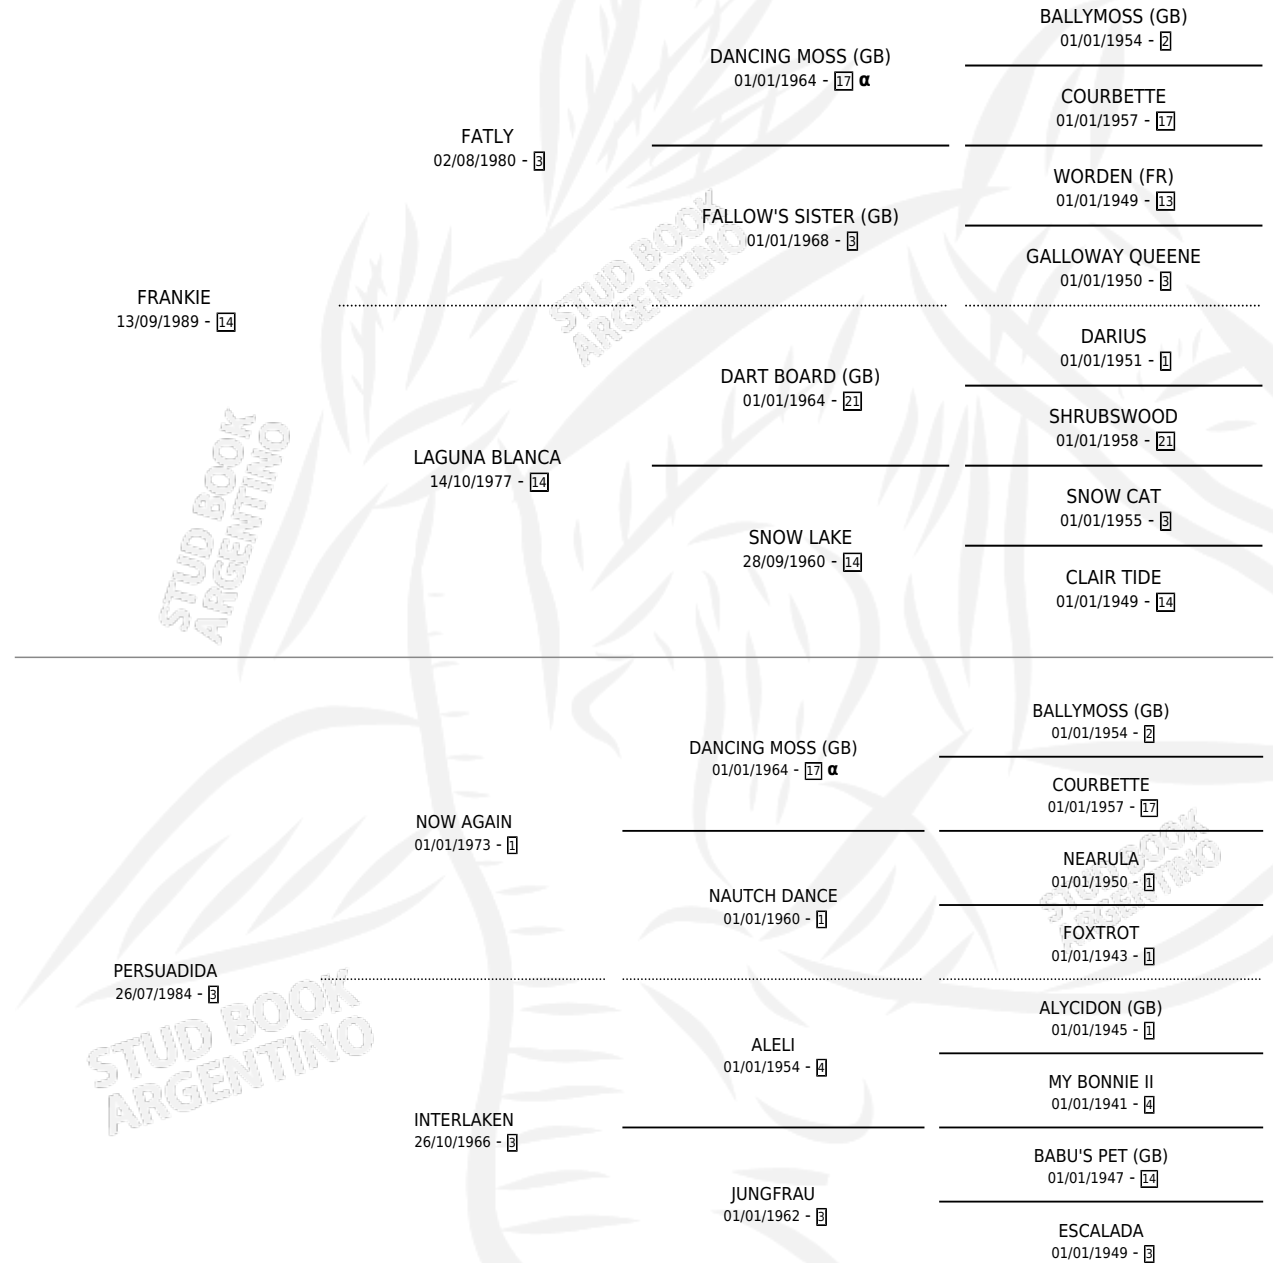 BALLYMOSS (GB)
01/01/1954 - 2
DANCING MOSS (GB)
01/01/1964 - 17 α
COURBETTE
01/01/1957 - 17
FATLY
02/08/1980 - 3
WORDEN (FR)
01/01/1949 - 13
FALLOW'S SISTER (GB)
01/01/1968 - 3
GALLOWAY QUEENE
01/01/1950 - 3
FRANKIE
13/09/1989 - 14
DARIUS
01/01/1951 - 1
DART BOARD (GB)
01/01/1964 - 21
SHRUBSWOOD
01/01/1958 - 21
LAGUNA BLANCA
14/10/1977 - 14
SNOW CAT
01/01/1955 - 3
SNOW LAKE
28/09/1960 - 14
CLAIR TIDE
01/01/1949 - 14
STUD BOOK
ARGENTINO
STUD BOOK
ARGENTINO
BALLYMOSS (GB)
01/01/1954 - 2
DANCING MOSS (GB)
01/01/1964 - 17 α
COURBETTE
01/01/1957 - 17
NOW AGAIN
01/01/1973 - 1
NEARULA
01/01/1950 - 1
NAUTCH DANCE
01/01/1960 - 1
FOXTROT
01/01/1943 - 1
PERSUADIDA
26/07/1984 - 3
ALYCIDON (GB)
01/01/1945 - 1
ALELI
01/01/1954 - 4
MY BONNIE II
01/01/1941 - 4
INTERLAKEN
26/10/1966 - 3
BABU'S PET (GB)
01/01/1947 - 14
JUNGFRAU
01/01/1962 - 3
ESCALADA
01/01/1949 - 3
STUD BOOK
ARGENTINO
STUD BOOK
ARGENTINO